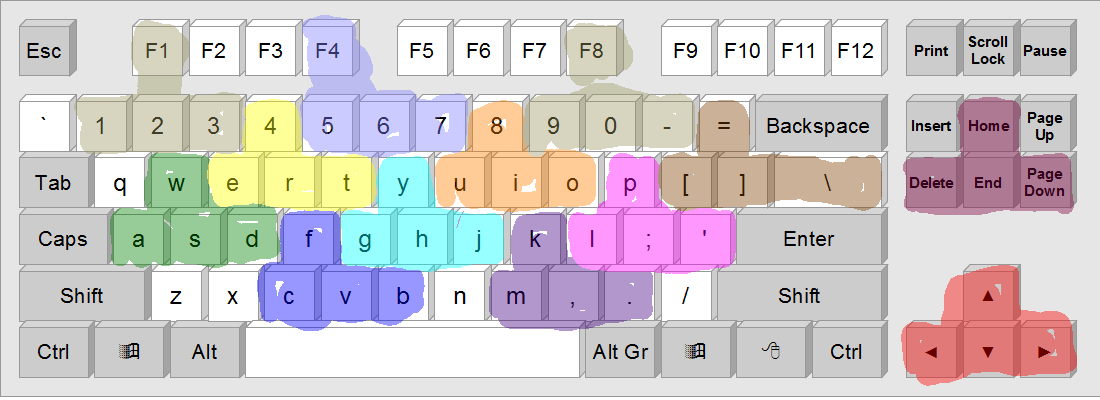 Esc F1 F2 F3 F4 F5 F6 F7 F8 F9 F10 F11 F12 Print Scroll Lock Pause
` 1 2 3 4 5 6 7 8 9 0 - = Backspace Insert Home Page Up
Tab q w e r t y u i o p [ ] \ Delete End Page Down
Caps a s d f g h j k l ; ' Enter
Shift z x c v b n m , . / Shift ▲
Ctrl Alt Alt Gr Ctrl ◄ ▼ ►